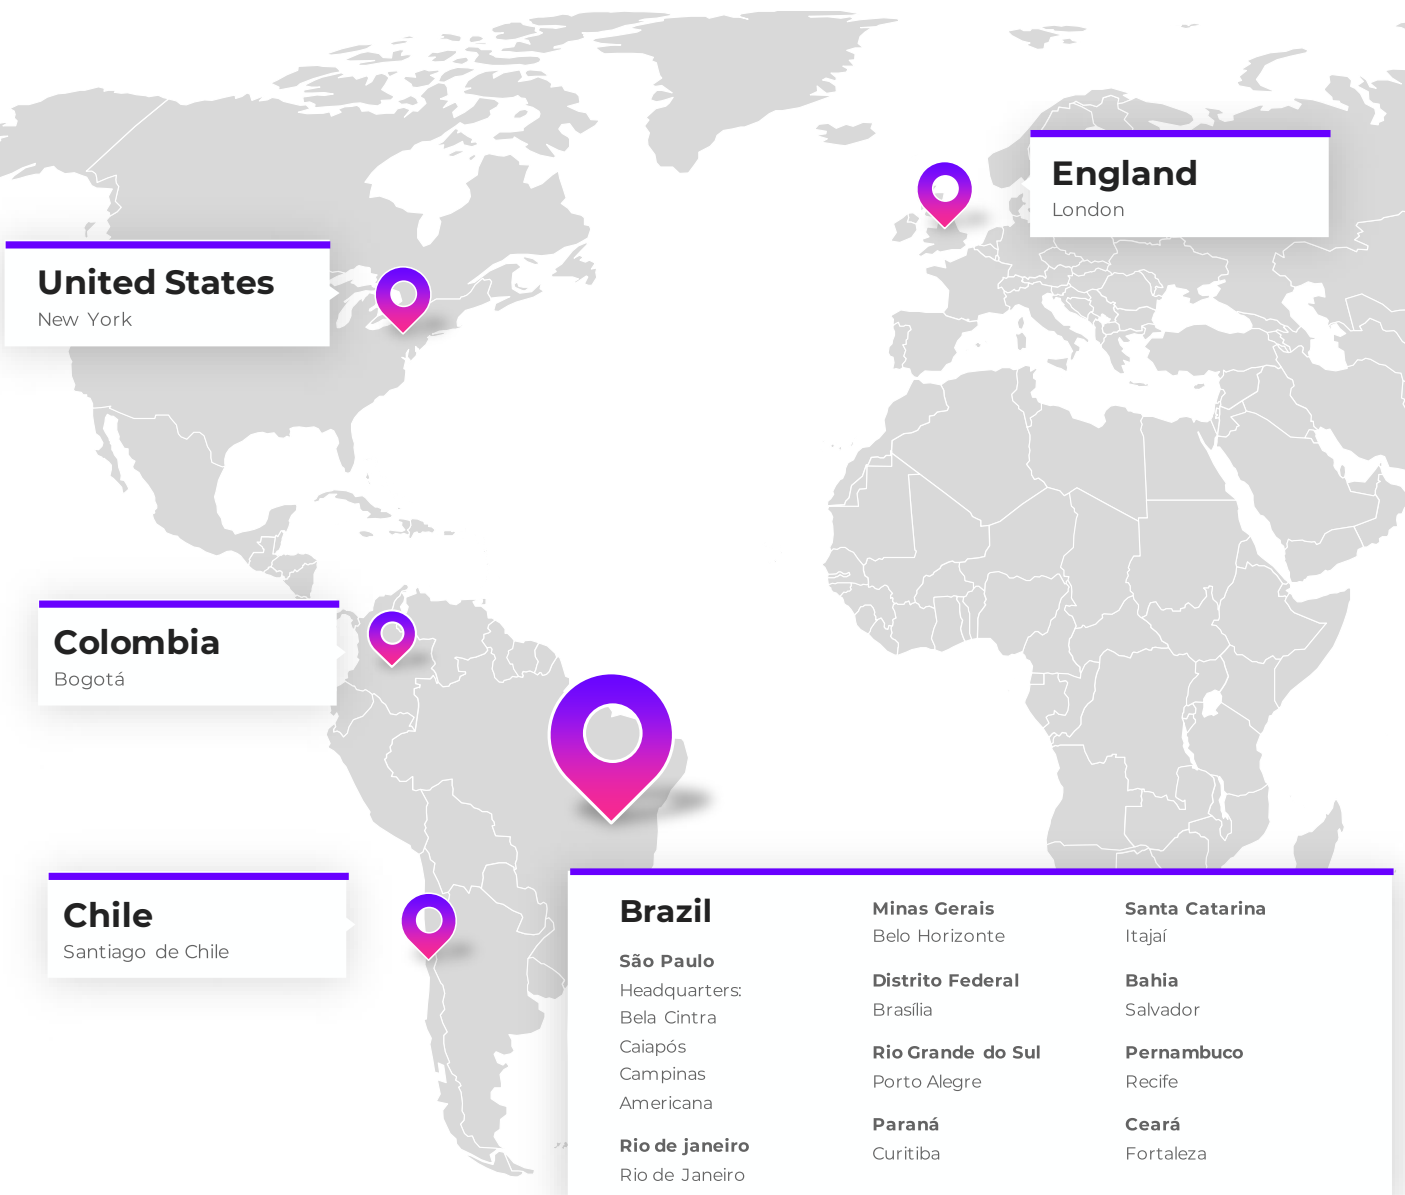 England
London
United States
New York
Colombia
Bogotá
Chile
Santiago de Chile
Brazil
São Paulo
Headquarters:
Bela Cintra
Caiapós
Campinas
Americana
Rio de janeiro
Rio de Janeiro
Minas Gerais
Belo Horizonte
Distrito Federal
Brasília
Rio Grande do Sul
Porto Alegre
Paraná
Curitiba
Santa Catarina
Itajaí
Bahia
Salvador
Pernambuco
Recife
Ceará
Fortaleza